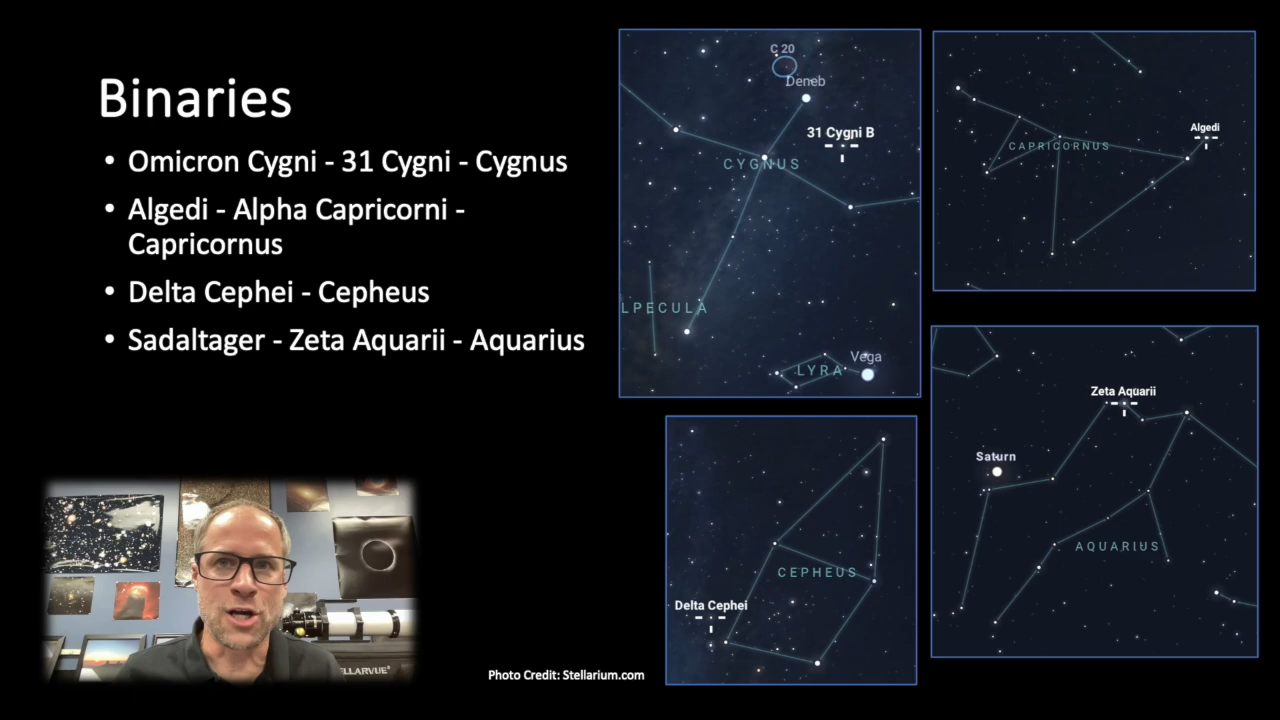 Binaries
• Omicron Cygni - 31 Cygni - Cygnus
• Algedi - Alpha Capricorni -
Capricornus
• Delta Cephei - Cepheus
• Sadaltager - Zeta Aquarii - Aquarius
C 20
Deneb
31 Cygni B
CYGNUS
LPECULA
LYRA
Vega
Algedi
CAPRICORNUS
Zeta Aquarii
Saturn
AQUARIUS
CEPHEUS
Delta Cephei
ELLARVUE
Photo Credit: Stellarium.com